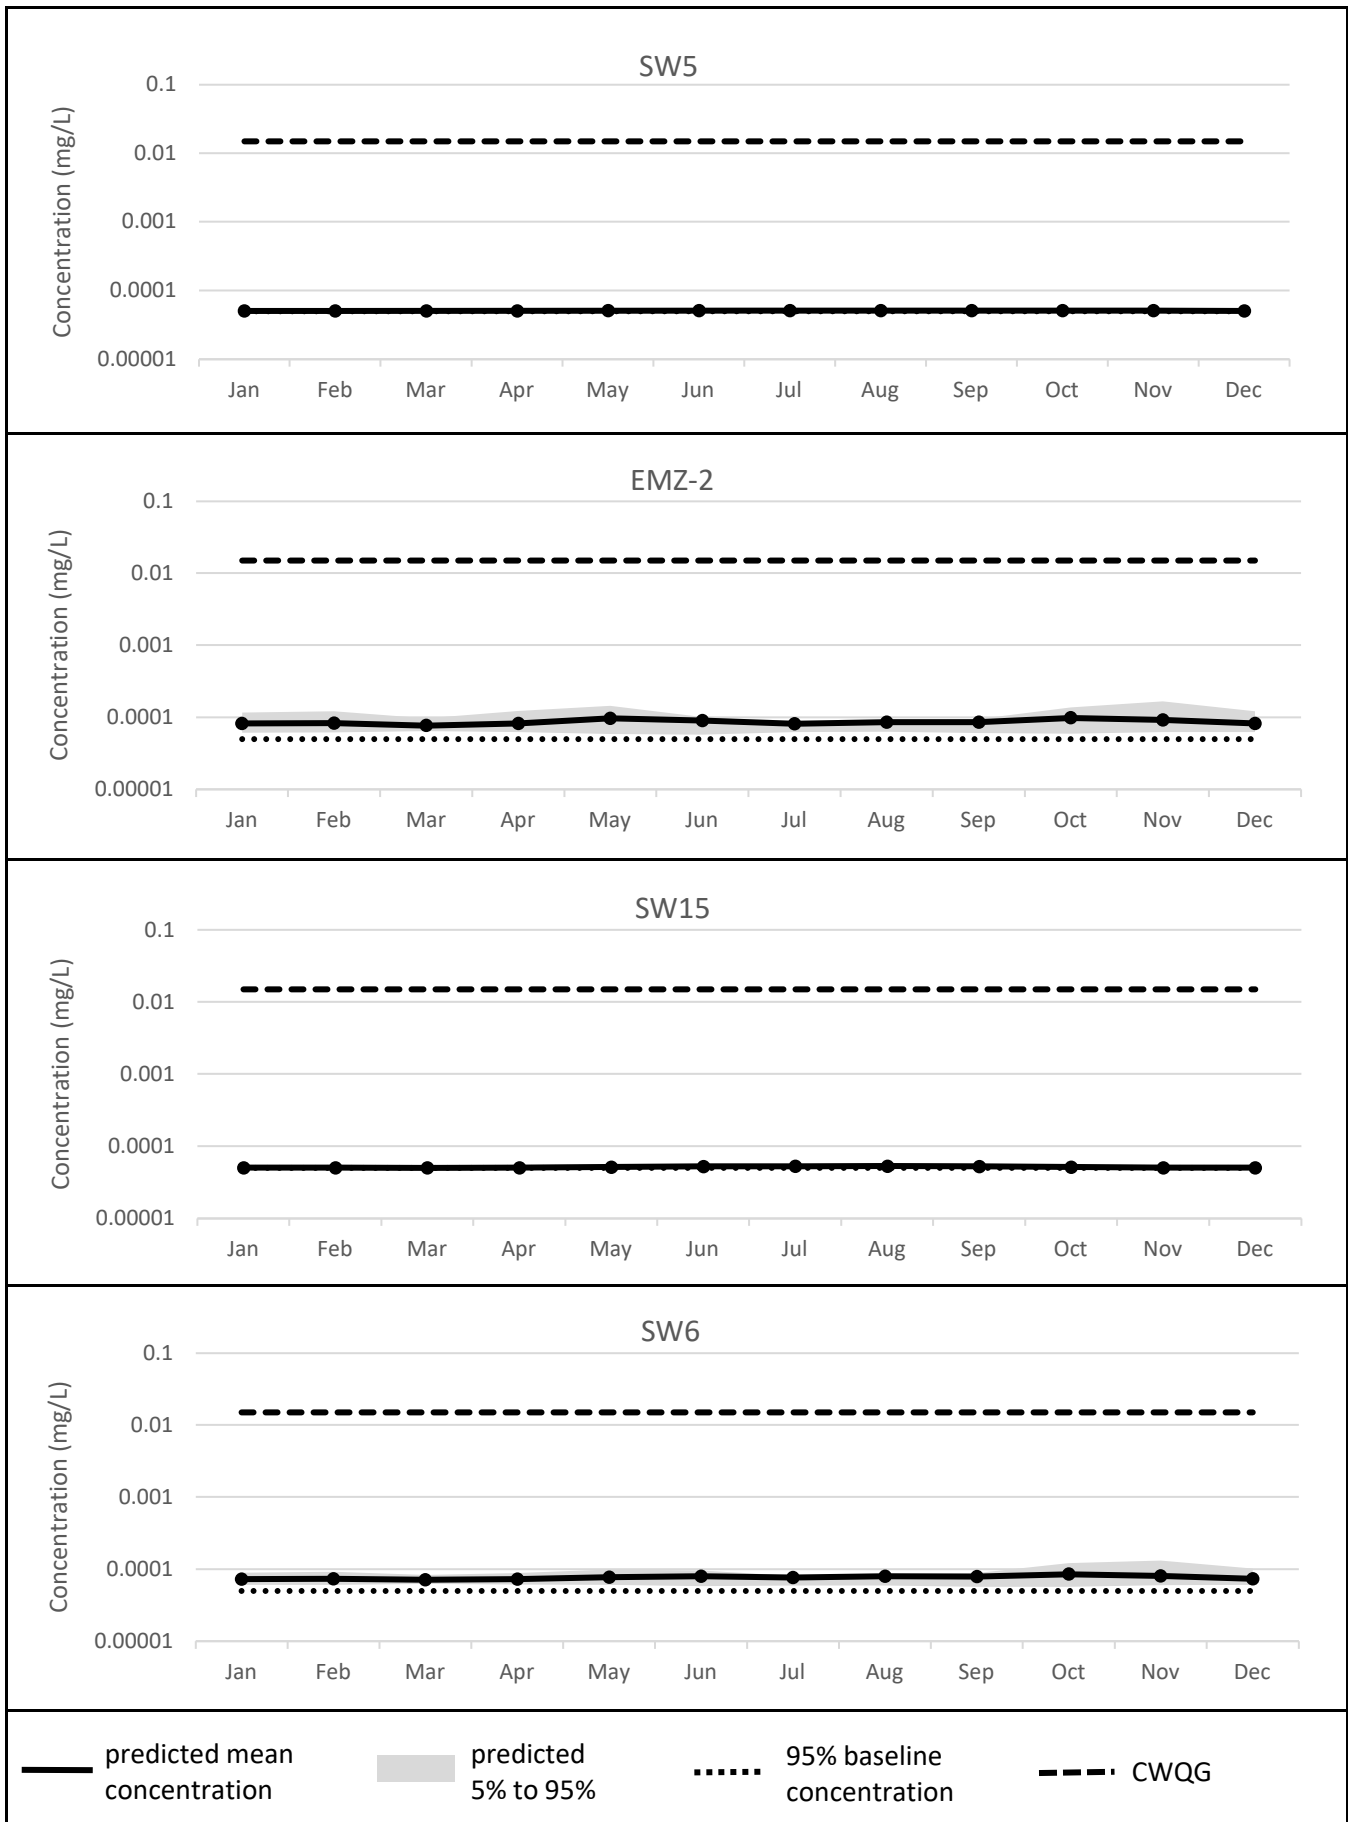 SW5
Concentration (mg/L)
0.1
0.01
0.001
0.0001
0.00001
Jan Feb Mar Apr May Jun Jul Aug Sep Oct Nov Dec
EMZ-2
Concentration (mg/L)
0.1
0.01
0.001
0.0001
0.00001
Jan Feb Mar Apr May Jun Jul Aug Sep Oct Nov Dec
SW15
Concentration (mg/L)
0.1
0.01
0.001
0.0001
0.00001
Jan Feb Mar Apr May Jun Jul Aug Sep Oct Nov Dec
SW6
Concentration (mg/L)
0.1
0.01
0.001
0.0001
0.00001
Jan Feb Mar Apr May Jun Jul Aug Sep Oct Nov Dec
predicted mean
concentration
predicted
5% to 95%
95% baseline
concentration
CWQG